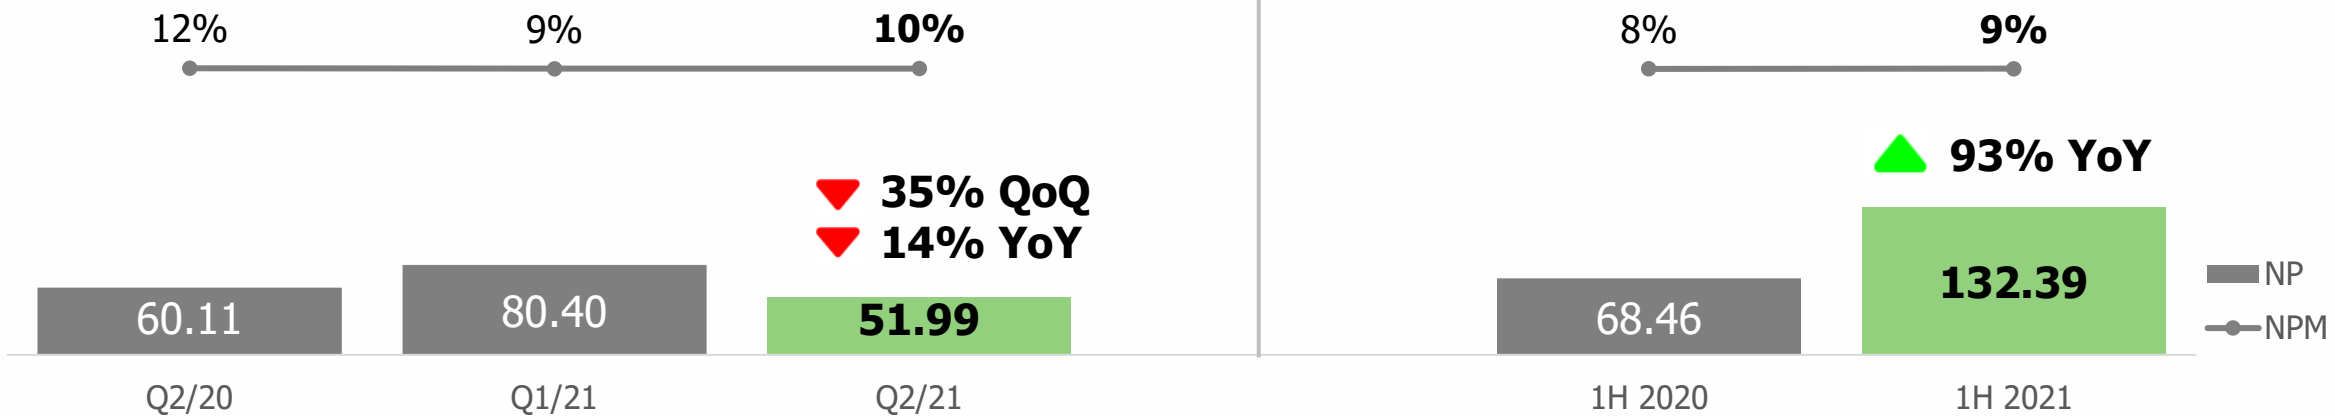 12% 9% 10%
8% 9%
35% QoQ
14% YoY
93% YoY
60.11 80.40 51.99
68.46 132.39
NP
NPM
Q2/20 Q1/21 Q2/21
1H 2020 1H 2021